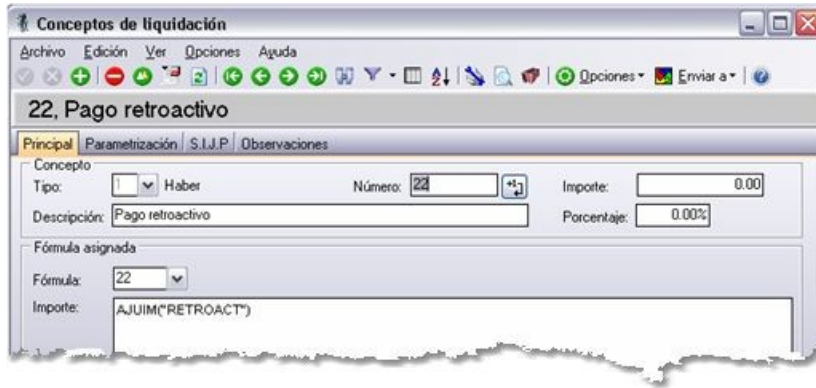 Conceptos de liquidación
Archivo Edición Ver Opciones Ayuda
Opciones Enviar a
22, Pago retroactivo
Principal Parametrización S.I.J.P Observaciones
Concepto
Tipo: 1 Haber Número: 22 Importe: 0.00
Descripción: Pago retroactivo Porcentaje: 0.00%
Fórmula asignada
Fórmula: 22
Importe: AJUIM("RETROACT")